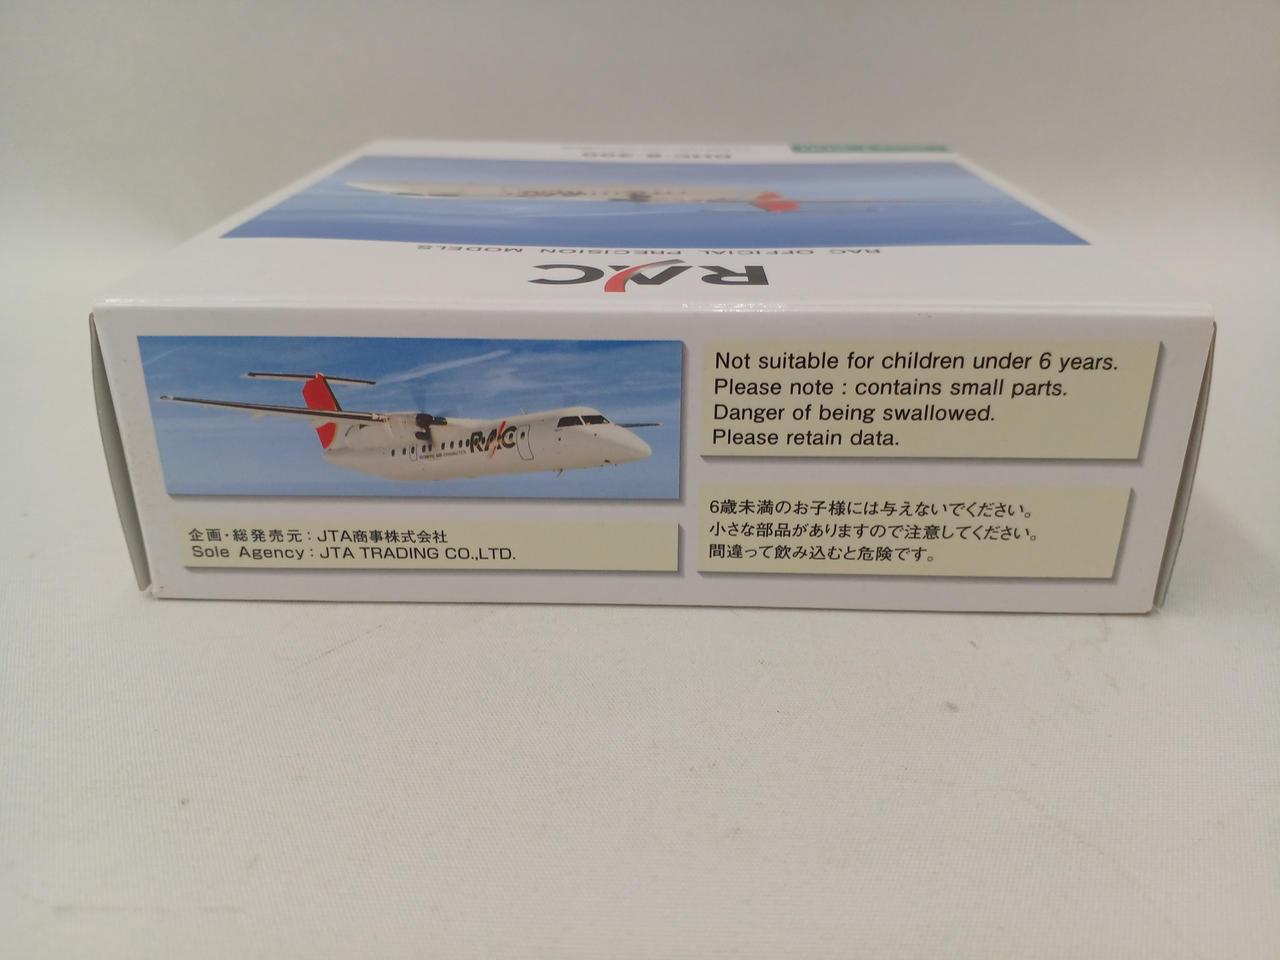 DHC-8-300
RAC OFFICIAL PRECISION MODELS
RAC
RAC
Not suitable for children under 6 years.
Please note : contains small parts.
Danger of being swallowed.
Please retain data.
企画・総発売元：JTA商事株式会社
Sole Agency : JTA TRADING CO.,LTD.
6歳未満のお子様には与えないでください。
小さな部品がありますので注意してください。
間違って飲み込むと危険です。